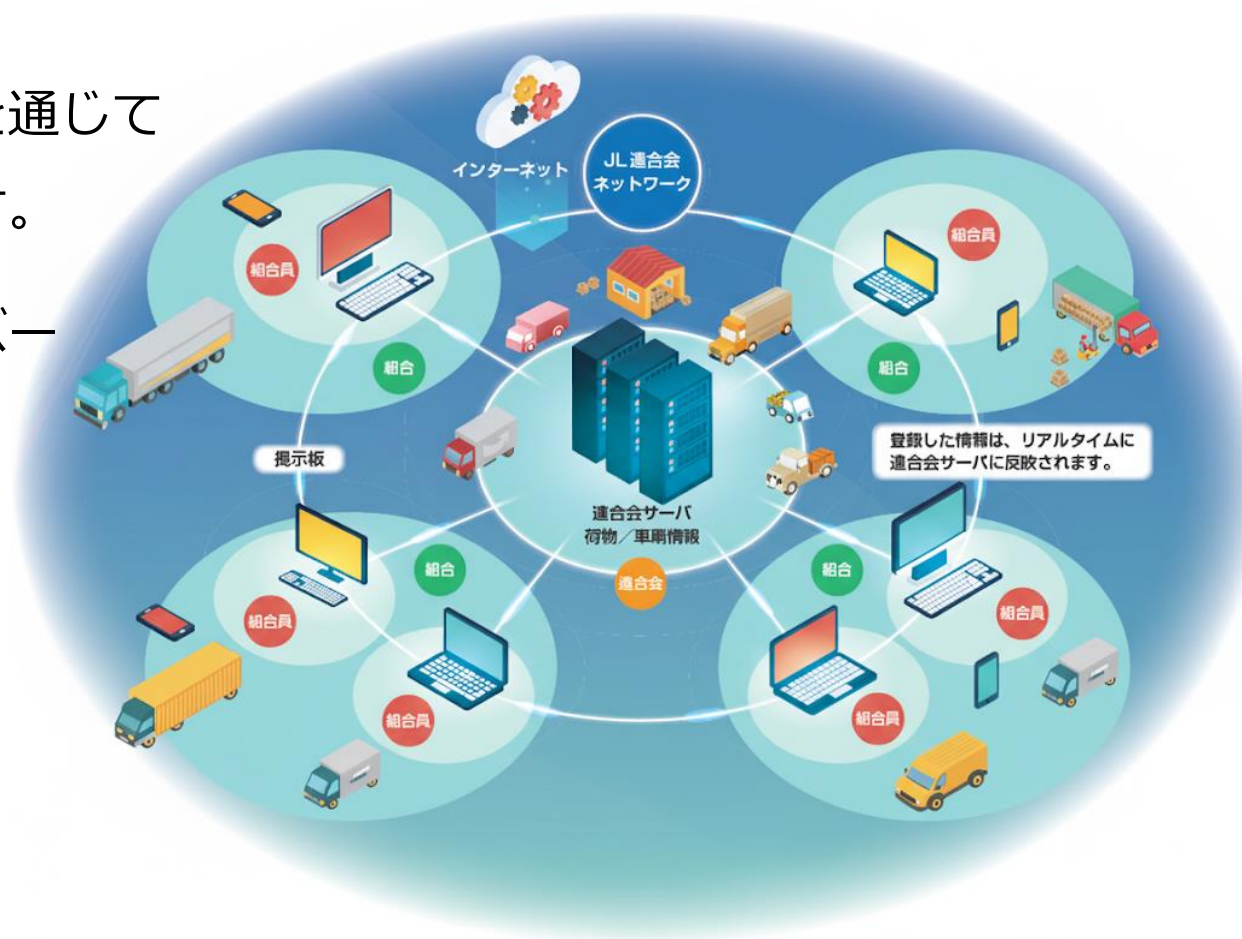 を通じて
す。
インターネット
JL連合会
ネットワーク
組合員
組合員
組合
組合
掲示板
登録した情報は、リアルタイムに
連合会サーバに反映されます。
連合会サーバ
荷物／車両情報
組合
連合会
組合
組合員
組合員
組合員
組合員